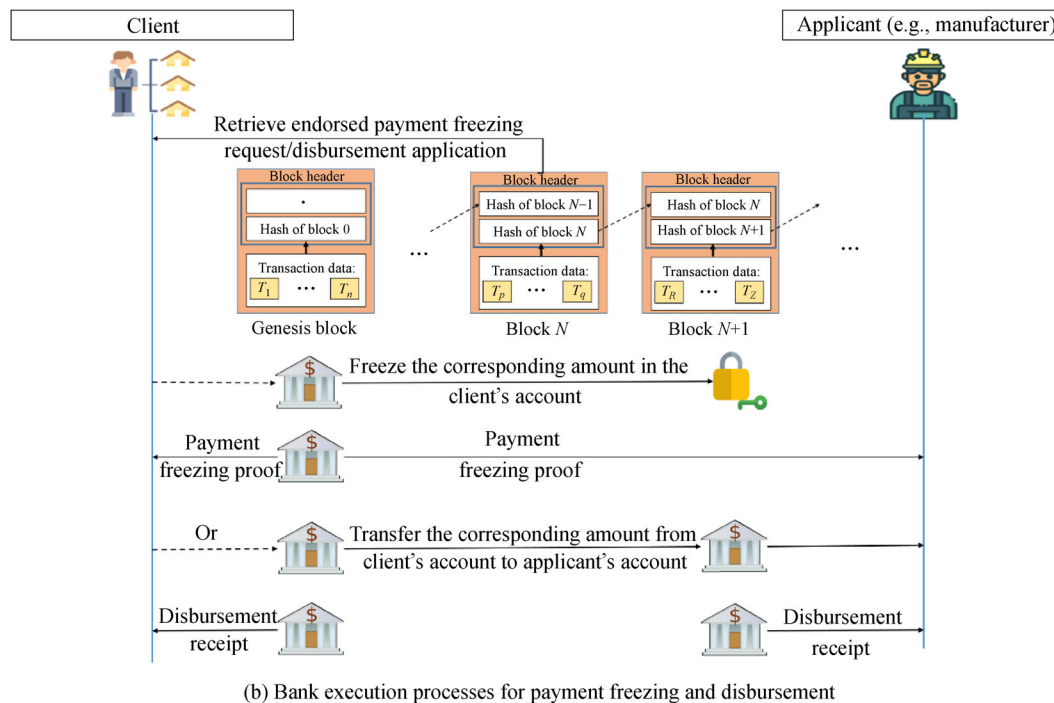 Client
Applicant (e.g., manufacturer)
Retrieve endorsed payment freezing
request/disbursement application
Block header
·
Hash of block 0
Transaction data:
T1 ··· Tn
Genesis block
···
Block header
Hash of block N−1
Hash of block N
Transaction data:
Tp ··· Tq
Block N
Block header
Hash of block N
Hash of block N+1
Transaction data:
TR ··· TZ
Block N+1
···
$
Freeze the corresponding amount in the
client's account
Payment
freezing proof
$
Payment
freezing proof
Or
$
Transfer the corresponding amount from
client's account to applicant's account
$
Disbursement
receipt
$
$
Disbursement
receipt
(b) Bank execution processes for payment freezing and disbursement